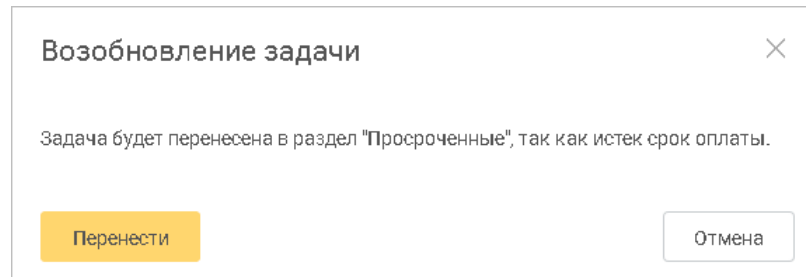 Возобновление задачи
Задача будет перенесена в раздел "Просроченные", так как истек срок оплаты.
Перенести
Отмена